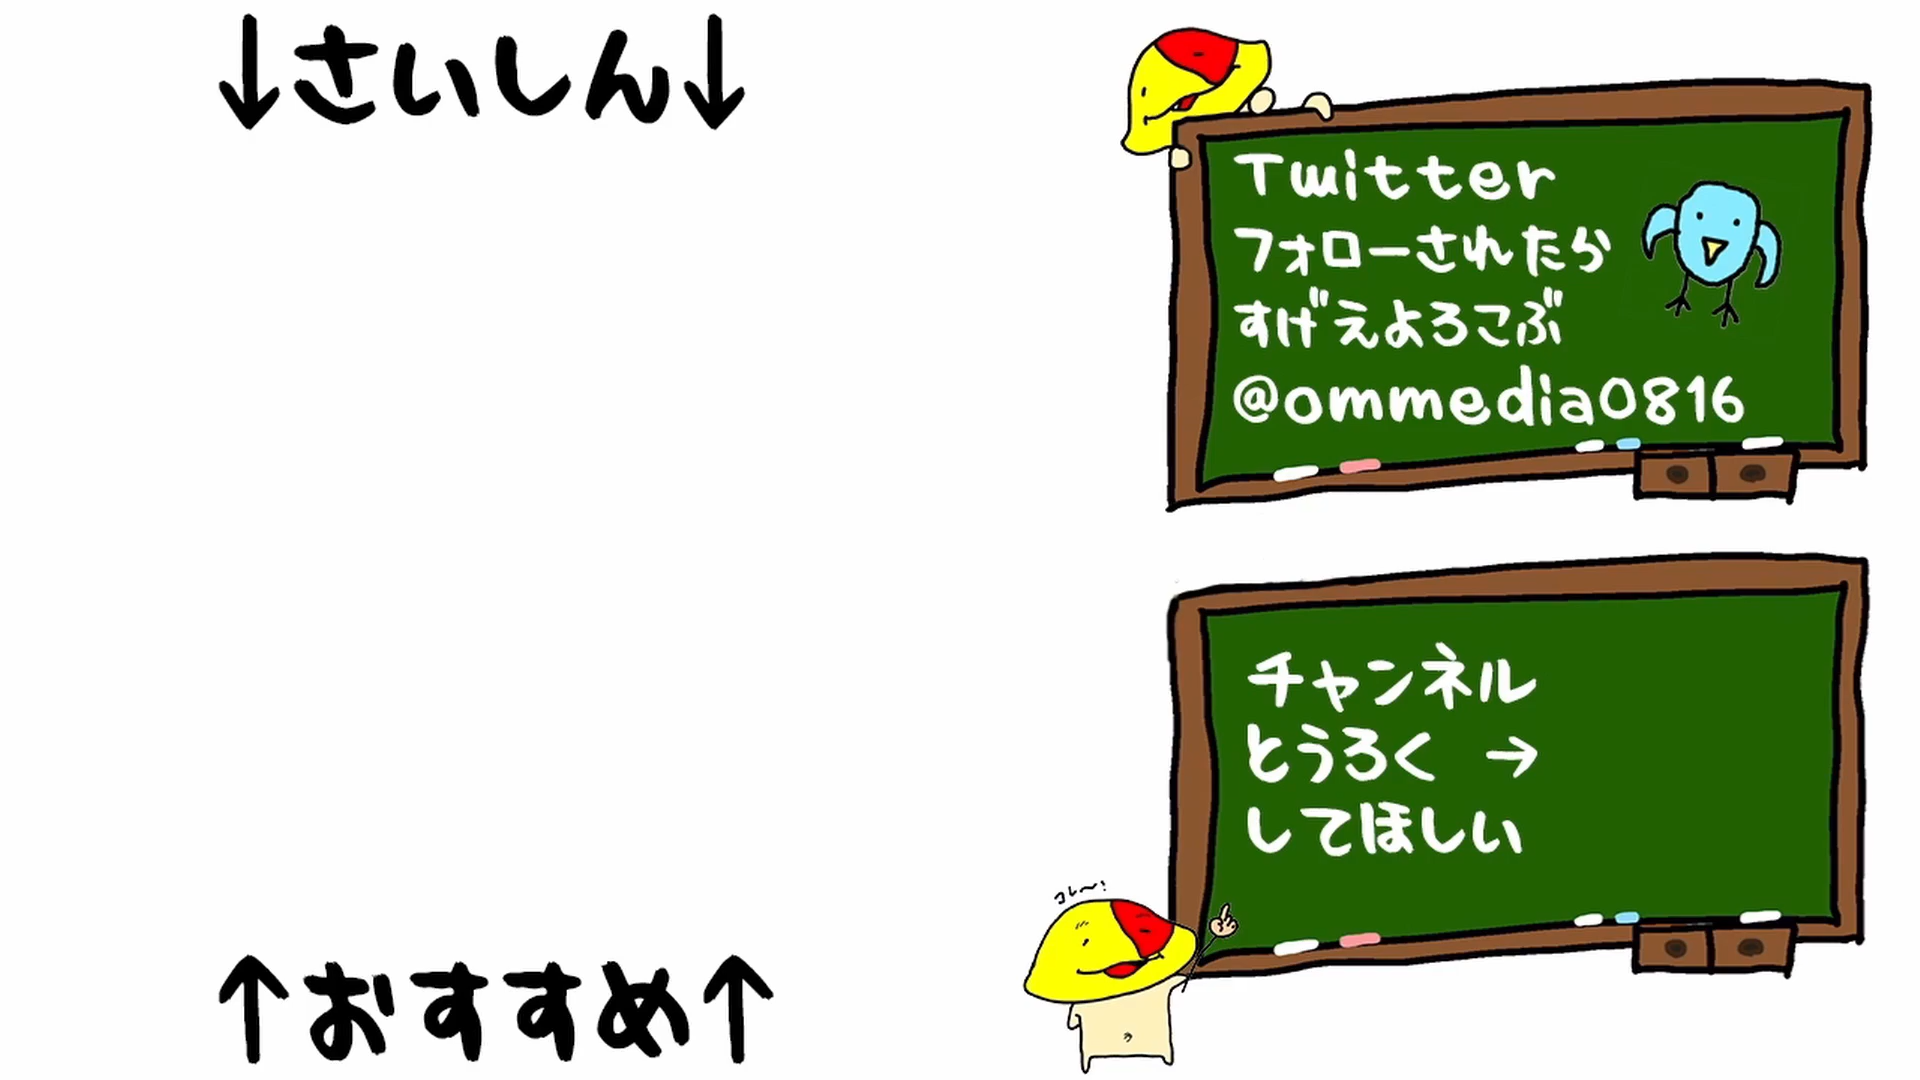 ↓さいしん↓
Twitter
フォローされたら
すげえよろこぶ
@ommedia0816
チャンネル
とうろく →
してほしい
コレ〜!
↑おすすめ↑